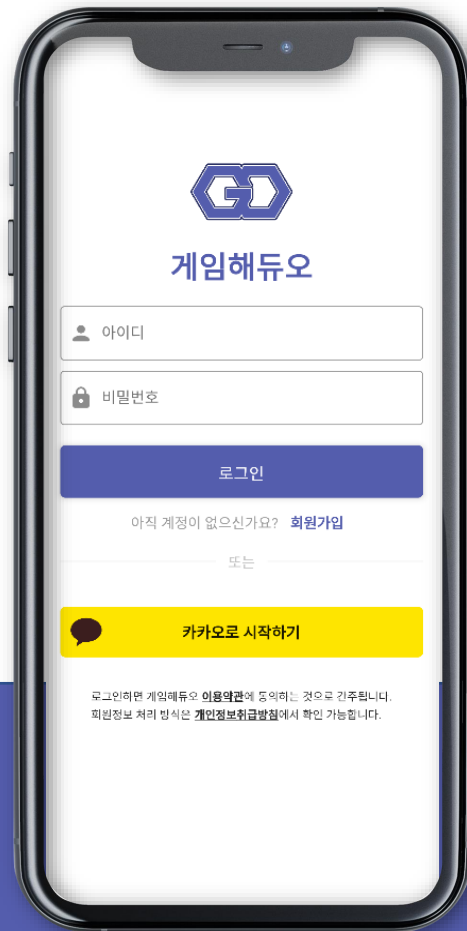 GD
게임해듀오
아이디
비밀번호
로그인
아직 계정이 없으신가요? 회원가입
또는
카카오로 시작하기
로그인하면 게임해듀오 이용약관에 동의하는 것으로 간주됩니다.
회원정보 처리 방식은 개인정보취급방침에서 확인 가능합니다.